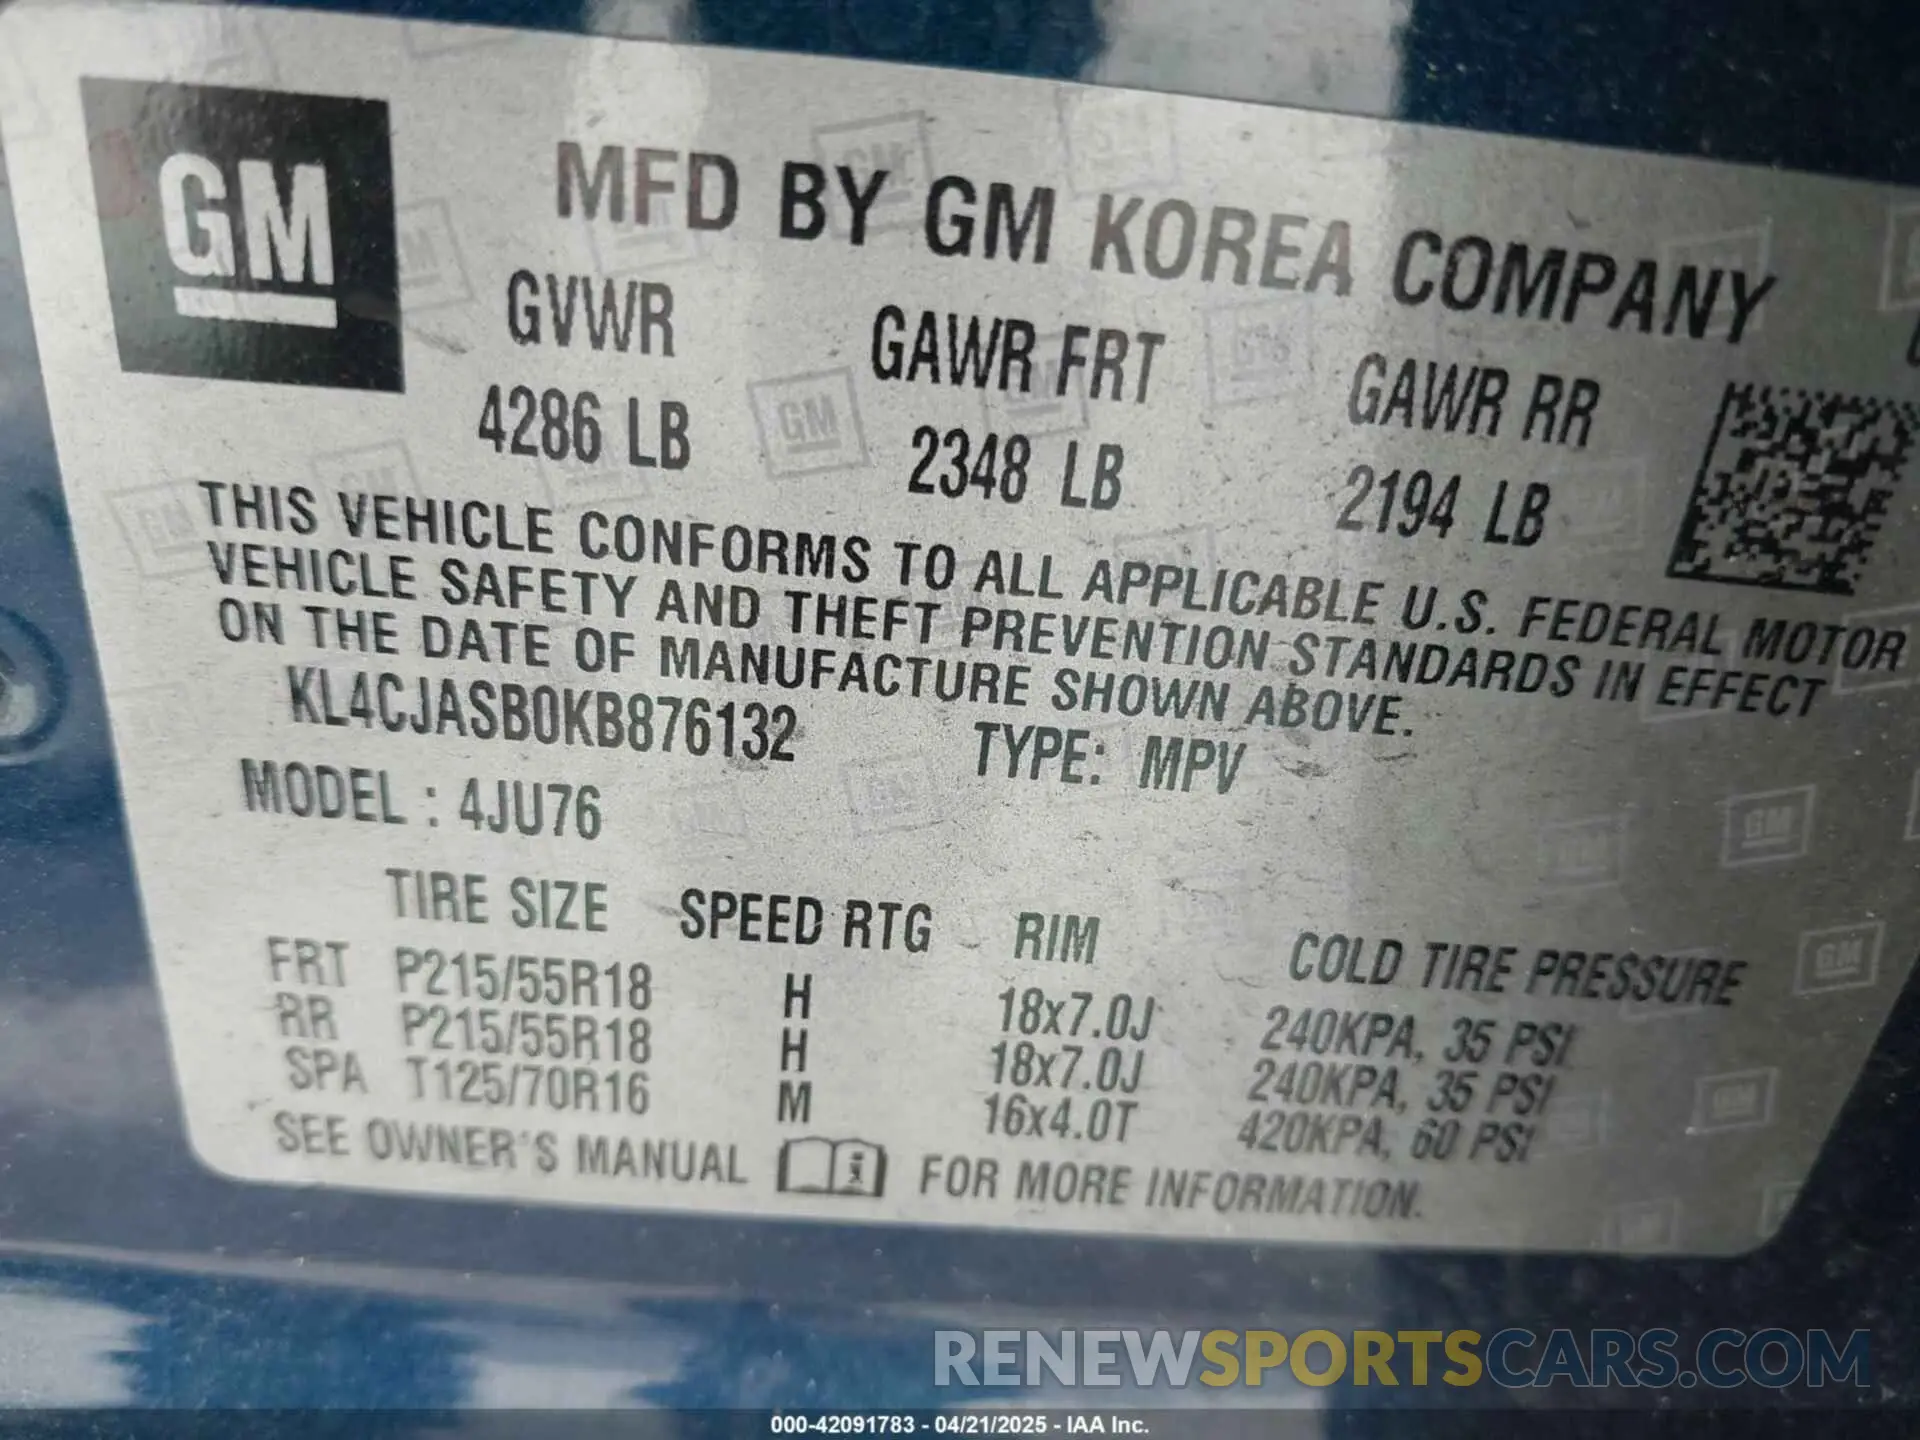 GM
MFD BY GM KOREA COMPANY
GVWR GAWR FRT GAWR RR
4286 LB 2348 LB 2194 LB
THIS VEHICLE CONFORMS TO ALL APPLICABLE U.S. FEDERAL MOTOR
VEHICLE SAFETY AND THEFT PREVENTION STANDARDS IN EFFECT
ON THE DATE OF MANUFACTURE SHOWN ABOVE.
KL4CJASB0KB876132 TYPE: MPV
MODEL : 4JU76
TIRE SIZE SPEED RTG RIM COLD TIRE PRESSURE
FRT P215/55R18 H 18x7.0J 240KPA, 35 PSI
RR P215/55R18 H 18x7.0J 240KPA, 35 PSI
SPA T125/70R16 M 16x4.0T 420KPA, 60 PSI
SEE OWNER'S MANUAL FOR MORE INFORMATION.
RENEWSPORTSCARS.COM
000-42091783 - 04/21/2025 - IAA Inc.